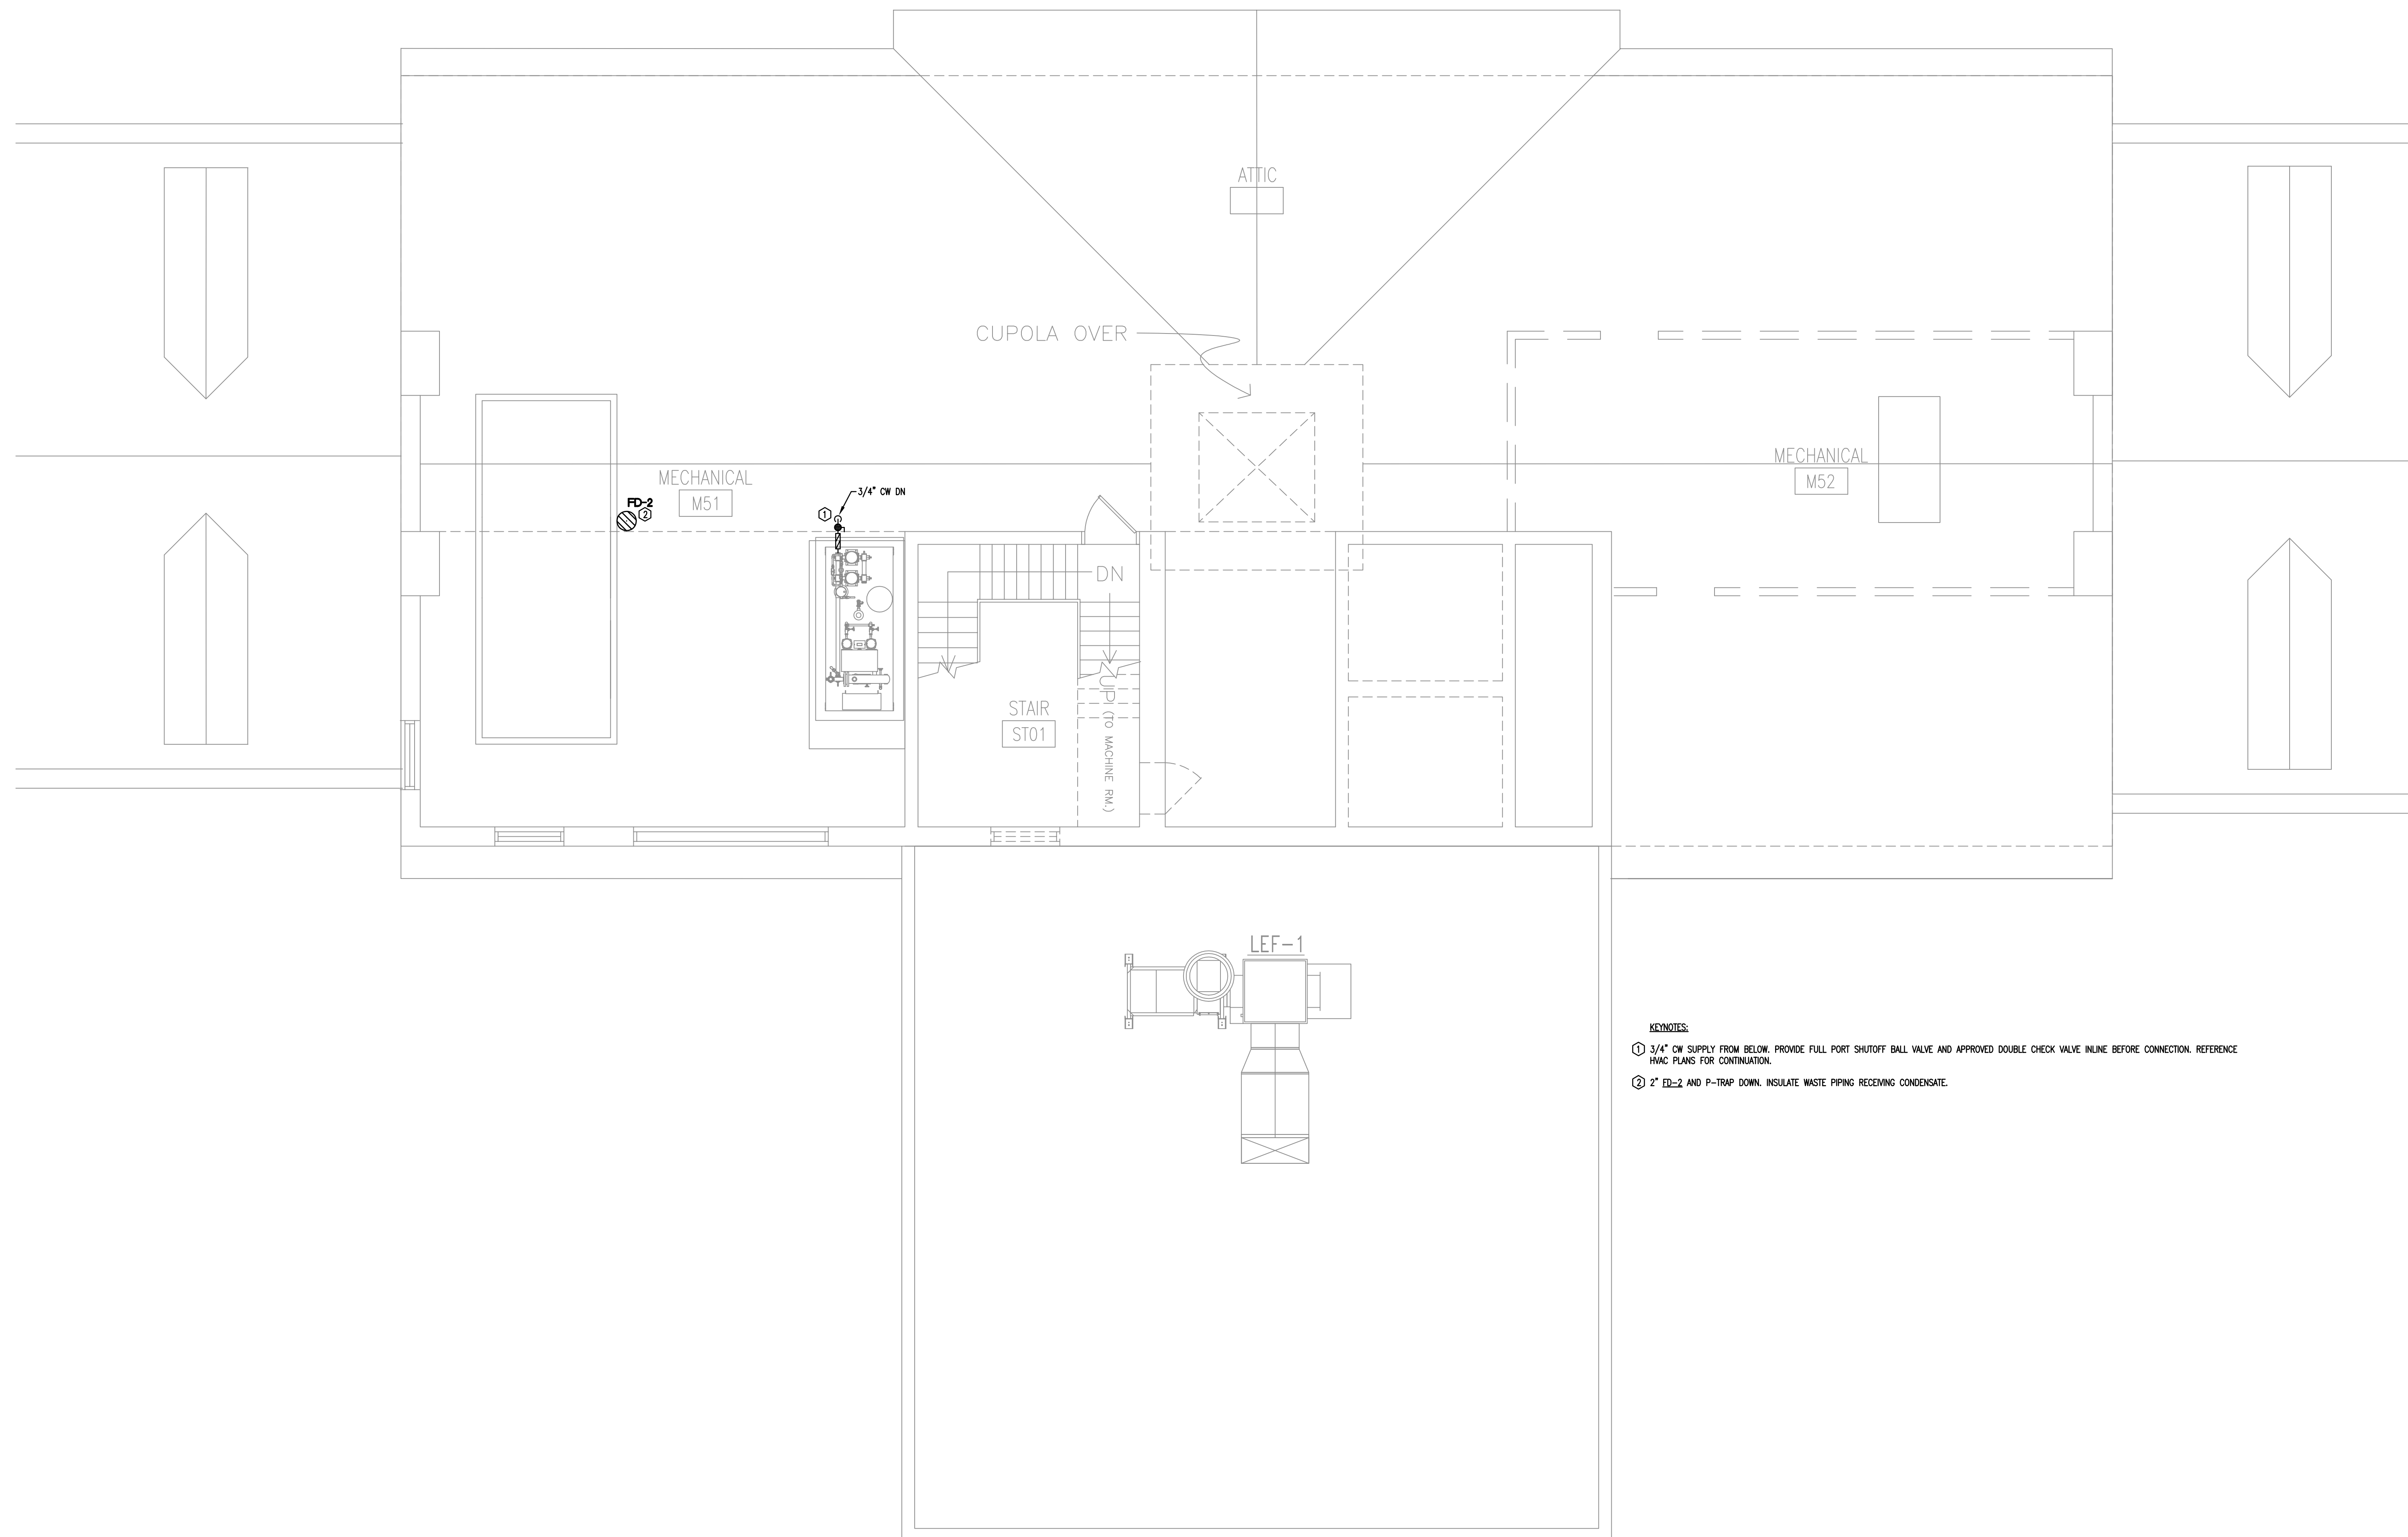 ATTIC
CUPOLA OVER
MECHANICAL
M51
MECHANICAL
M52
FD-2
2
1
3/4" CW DN
DN
UP (TO MACHINE RM.)
STAIR
ST01
LEF-1
KEYNOTES:
1 3/4" CW SUPPLY FROM BELOW. PROVIDE FULL PORT SHUTOFF BALL VALVE AND APPROVED DOUBLE CHECK VALVE INLINE BEFORE CONNECTION. REFERENCE
HVAC PLANS FOR CONTINUATION.
2 2" FD-2 AND P-TRAP DOWN. INSULATE WASTE PIPING RECEIVING CONDENSATE.